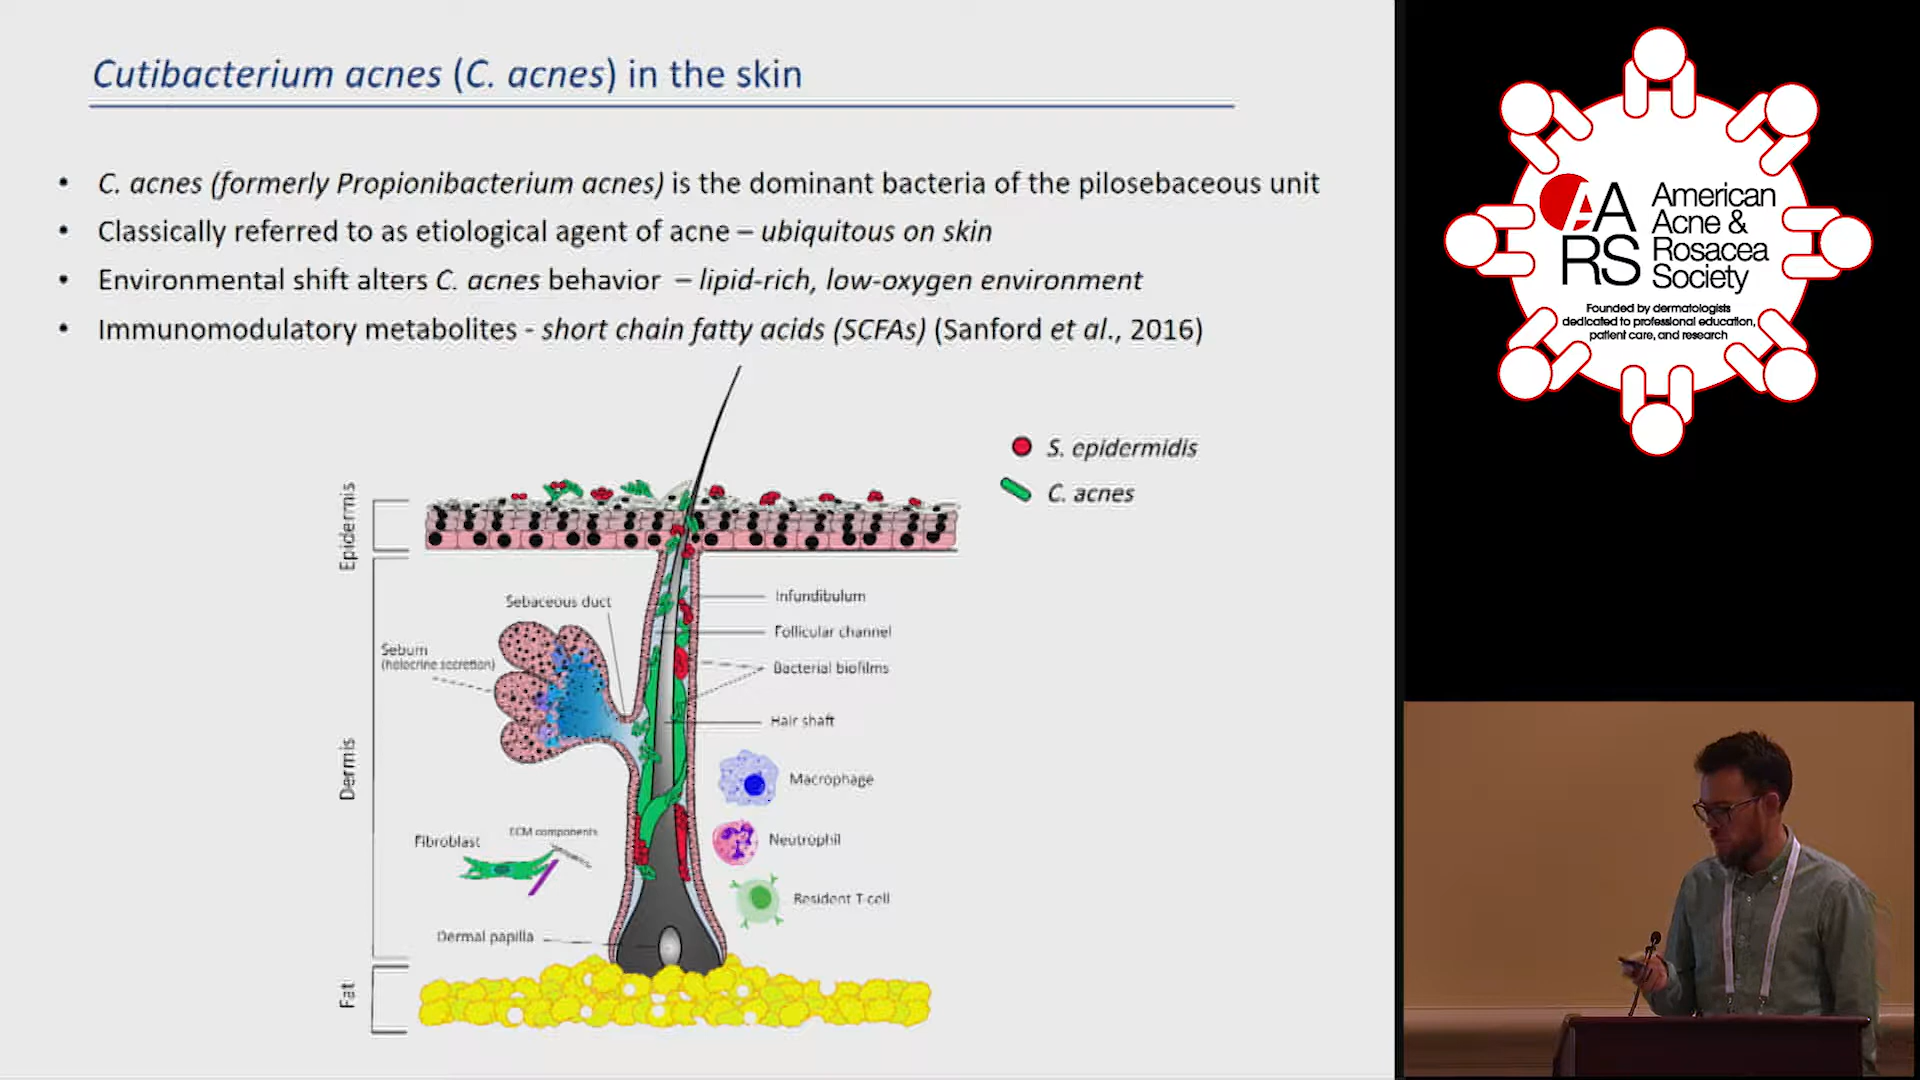 Cutibacterium acnes (C. acnes) in the skin
• C. acnes (formerly Propionibacterium acnes) is the dominant bacteria of the pilosebaceous unit
• Classically referred to as etiological agent of acne – ubiquitous on skin
• Environmental shift alters C. acnes behavior – lipid-rich, low-oxygen environment
• Immunomodulatory metabolites - short chain fatty acids (SCFAs) (Sanford et al., 2016)
S. epidermidis
C. acnes
Epidermis
Dermis
Fat
Sebaceous duct
Sebum
(holocrine secretion)
Infundibulum
Follicular channel
Bacterial biofilms
Hair shaft
Macrophage
Neutrophil
Resident T-cell
Fibroblast
ECM components
Dermal papilla
AARS
American
Acne &
Rosacea
Society
Founded by dermatologists
dedicated to professional education,
patient care, and research